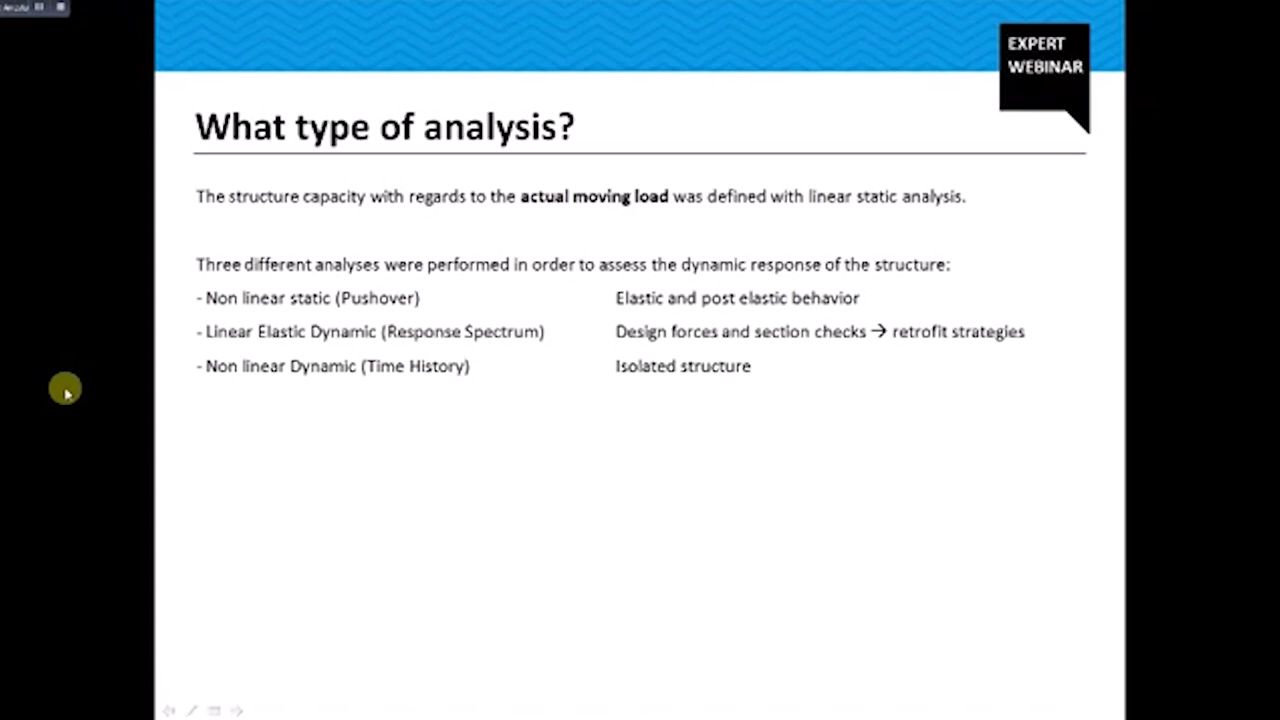 EXPERT
WEBINAR
What type of analysis?
The structure capacity with regards to the actual moving load was defined with linear static analysis.
Three different analyses were performed in order to assess the dynamic response of the structure:
- Non linear static (Pushover) Elastic and post elastic behavior
- Linear Elastic Dynamic (Response Spectrum) Design forces and section checks → retrofit strategies
- Non linear Dynamic (Time History) Isolated structure